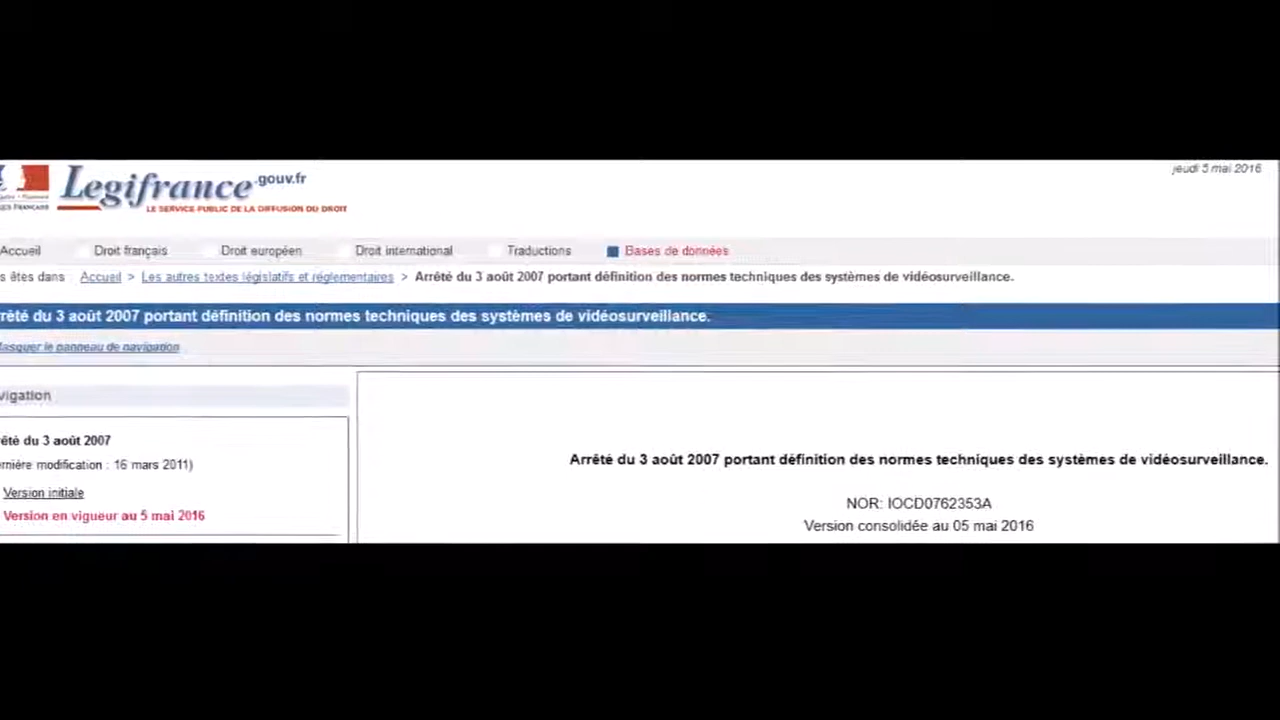 jeudi 5 mai 2016
Legifrance.gouv.fr
LE SERVICE PUBLIC DE LA DIFFUSION DU DROIT
Accueil Droit français Droit européen Droit international Traductions Bases de données
s êtes dans Accueil > Les autres textes législatifs et réglementaires > Arrêté du 3 août 2007 portant définition des normes techniques des systèmes de vidéosurveillance.
rêté du 3 août 2007 portant définition des normes techniques des systèmes de vidéosurveillance.
asquer le panneau de navigation
vigation
êté du 3 août 2007
rnière modification : 16 mars 2011)
Version initiale
Version en vigueur au 5 mai 2016
Arrêté du 3 août 2007 portant définition des normes techniques des systèmes de vidéosurveillance.
NOR: IOCD0762353A
Version consolidée au 05 mai 2016